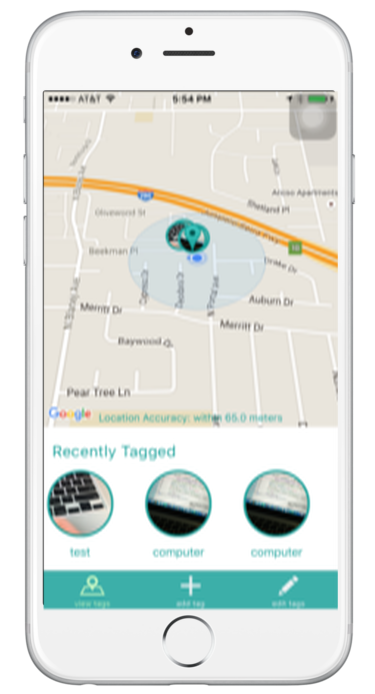 AT&T
5:54 PM
Olivewood St
Shetland Pl
Beekman Pl
Drake Dr
Auburn Dr
Merritt Dr
Merritt Dr
Baywood
Pear Tree Ln
Google
Location Accuracy: within 65.0 meters
Recently Tagged
test
computer
computer
view tags
add tag
edit tags